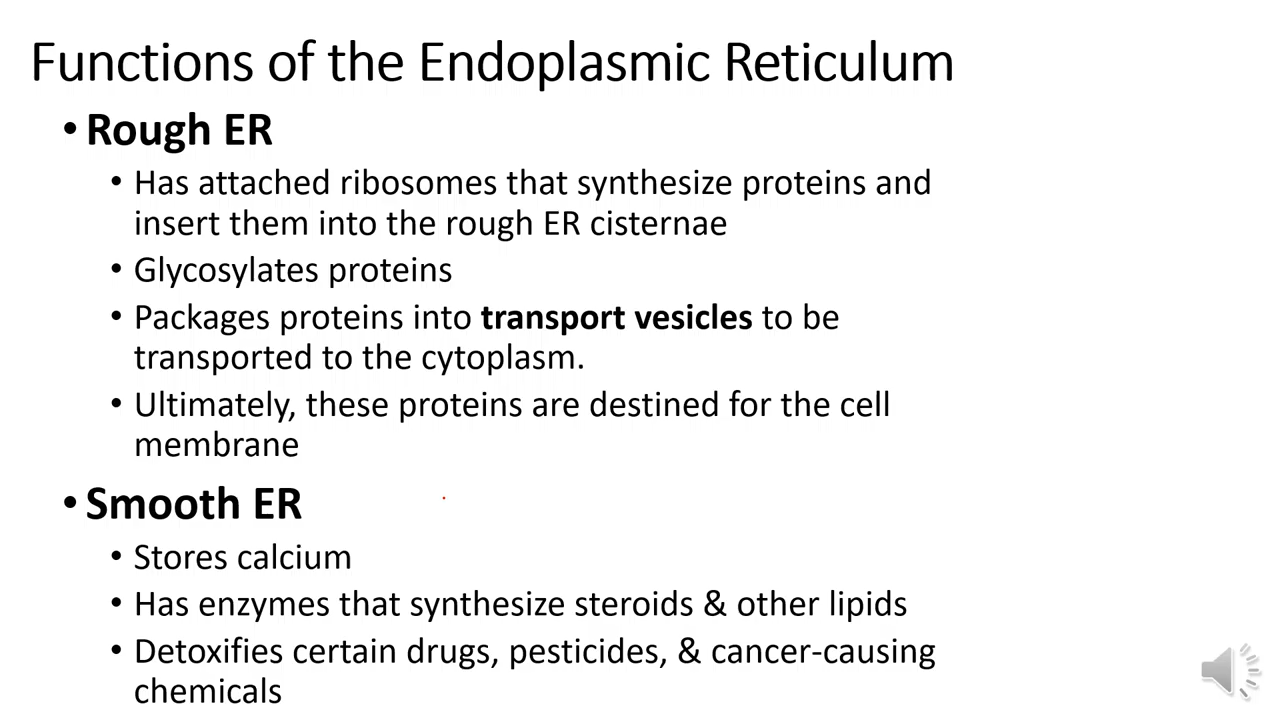 Functions of the Endoplasmic Reticulum
• Rough ER
• Has attached ribosomes that synthesize proteins and
insert them into the rough ER cisternae
• Glycosylates proteins
• Packages proteins into transport vesicles to be
transported to the cytoplasm.
• Ultimately, these proteins are destined for the cell
membrane
• Smooth ER
• Stores calcium
• Has enzymes that synthesize steroids & other lipids
• Detoxifies certain drugs, pesticides, & cancer-causing
chemicals